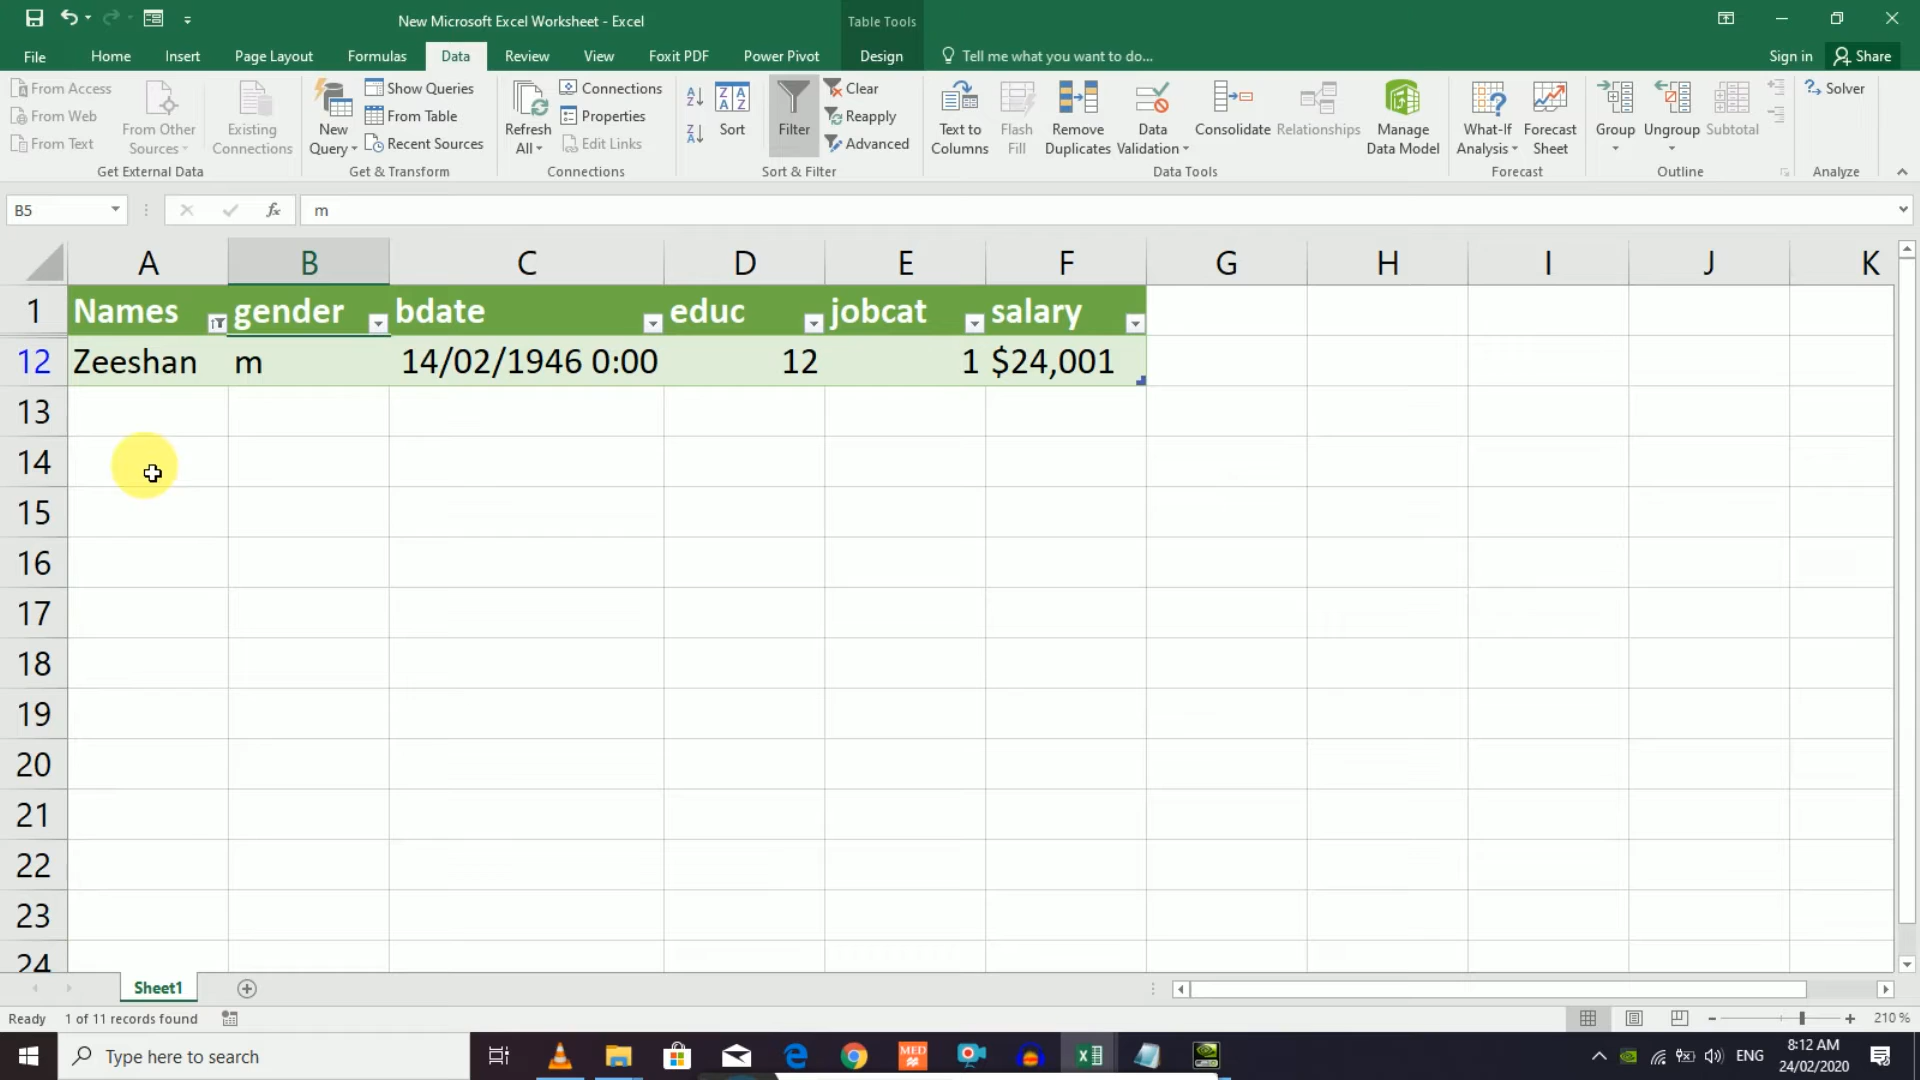 New Microsoft Excel Worksheet - Excel
Table Tools
File Home Insert Page Layout Formulas Data Review View Foxit PDF Power Pivot Design Tell me what you want to do... Sign in Share
From Access
From Web
From Text
From Other Sources
Existing Connections
Get External Data
New Query
Show Queries
From Table
Recent Sources
Get & Transform
Refresh All
Connections
Properties
Edit Links
Connections
Sort
Filter
Clear
Reapply
Advanced
Sort & Filter
Text to Columns
Flash Fill
Remove Duplicates
Data Validation
Consolidate
Relationships
Manage Data Model
Data Tools
What-If Analysis
Forecast Sheet
Forecast
Group
Ungroup
Subtotal
Outline
Solver
Analyze
B5 fx m
A B C D E F G H I J K
1 Names gender bdate educ jobcat salary
12 Zeeshan m 14/02/1946 0:00 12 1 $24,001
13
14
15
16
17
18
19
20
21
22
23
24
Sheet1
Ready 1 of 11 records found 210 %
Type here to search
MED
ENG
8:12 AM
24/02/2020